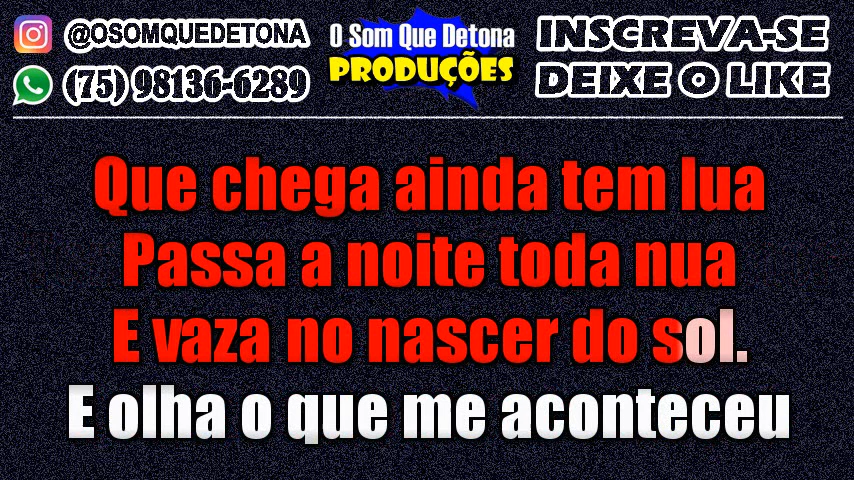 @OSOMQUEDETONA
(75) 98136-6289
O Som Que Detona
PRODUÇÕES
INSCREVA-SE
DEIXE O LIKE
Que chega ainda tem lua
Passa a noite toda nua
E vaza no nascer do sol.
E olha o que me aconteceu